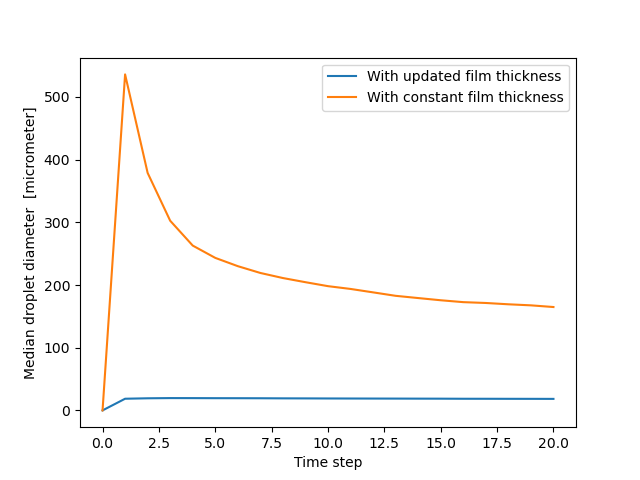 With updated film thickness
With constant film thickness
500
400
300
200
100
0
Median droplet diameter  [micrometer]
0.0 2.5 5.0 7.5 10.0 12.5 15.0 17.5 20.0
Time step